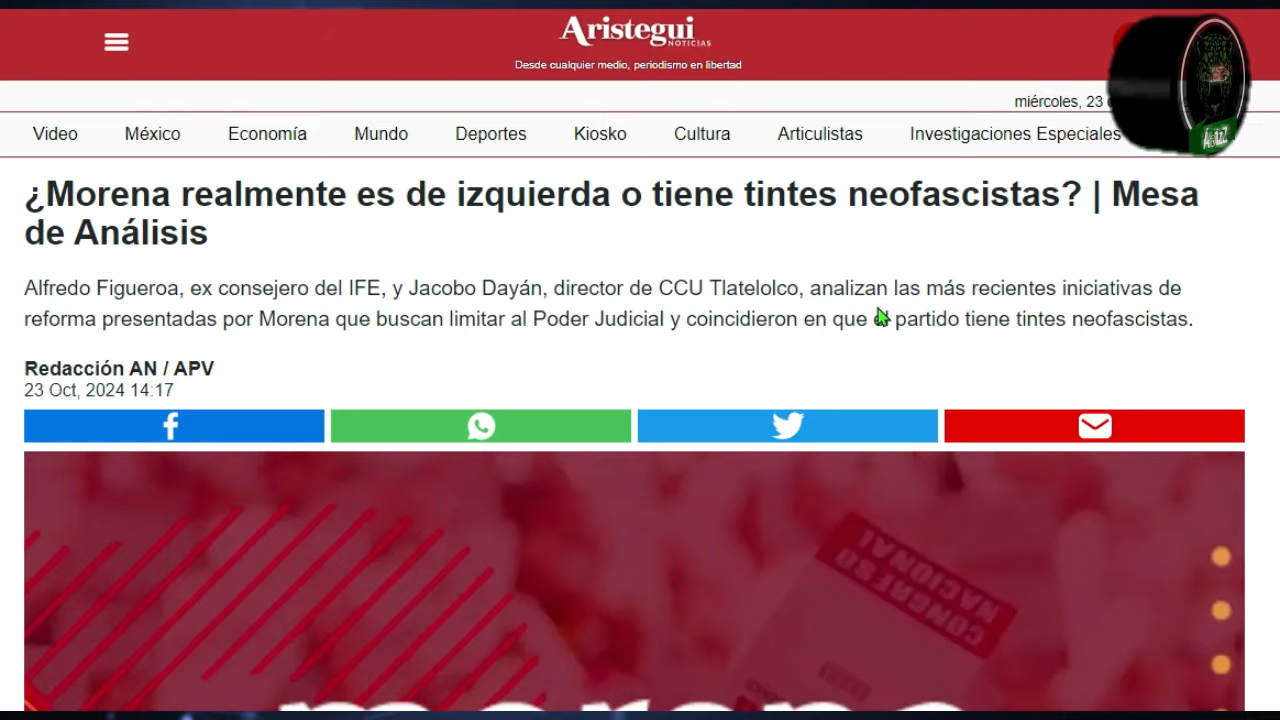 Aristegui
NOTICIAS
Desde cualquier medio, periodismo en libertad
miércoles, 23
Video México Economía Mundo Deportes Kiosko Cultura Articulistas Investigaciones Especiales
¿Morena realmente es de izquierda o tiene tintes neofascistas? | Mesa
de Análisis
Alfredo Figueroa, ex consejero del IFE, y Jacobo Dayán, director de CCU Tlatelolco, analizan las más recientes iniciativas de
reforma presentadas por Morena que buscan limitar al Poder Judicial y coincidieron en que partido tiene tintes neofascistas.
Redacción AN / APV
23 Oct, 2024 14:17
CONGRESO
NACIONAL
morena